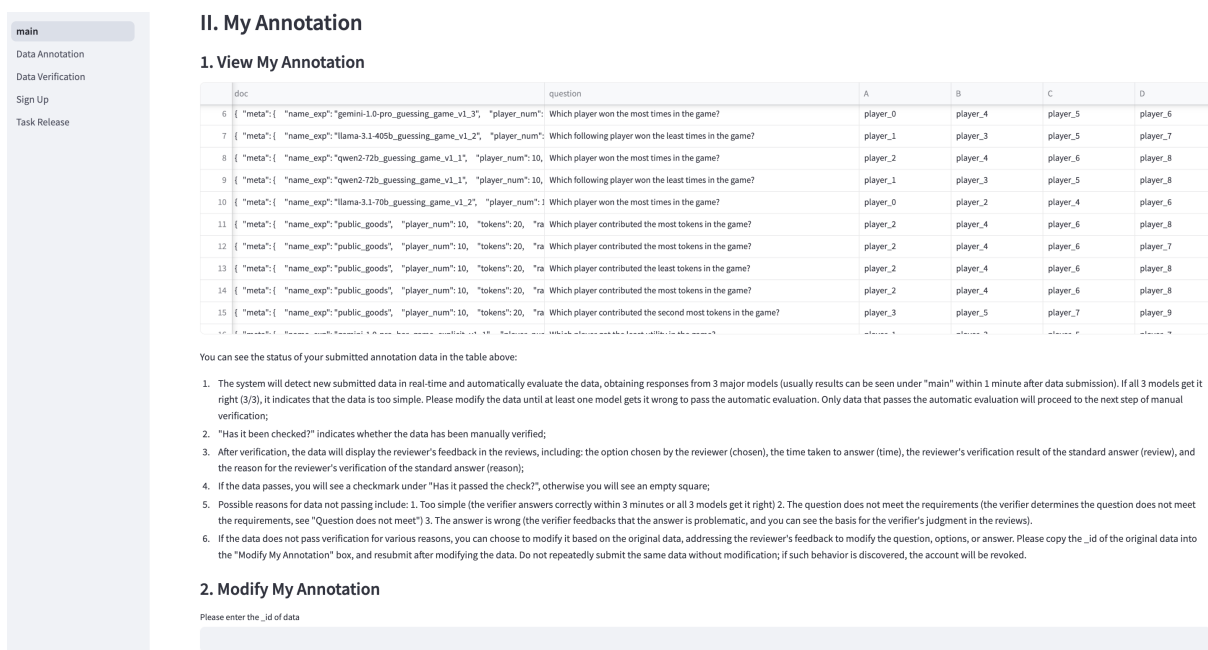 main
Data Annotation
Data Verification
Sign Up
Task Release
II. My Annotation
1. View My Annotation
doc question A B C D
6 { "meta": { "name_exp": "gemini-1.0-pro_guessing_game_v1_3", "player_num": Which player won the most times in the game? player_0 player_4 player_5 player_6
7 { "meta": { "name_exp": "llama-3.1-405b_guessing_game_v1_2", "player_num": Which following player won the least times in the game? player_1 player_3 player_5 player_7
8 { "meta": { "name_exp": "qwen2-72b_guessing_game_v1_1", "player_num": 10, Which player won the most times in the game? player_2 player_4 player_6 player_8
9 { "meta": { "name_exp": "qwen2-72b_guessing_game_v1_1", "player_num": 10, Which following player won the least times in the game? player_1 player_3 player_5 player_8
10 { "meta": { "name_exp": "llama-3.1-70b_guessing_game_v1_2", "player_num": 1 Which player won the most times in the game? player_0 player_2 player_4 player_6
11 { "meta": { "name_exp": "public_goods", "player_num": 10, "tokens": 20, "ra Which player contributed the most tokens in the game? player_2 player_4 player_6 player_8
12 { "meta": { "name_exp": "public_goods", "player_num": 10, "tokens": 20, "ra Which player contributed the most tokens in the game? player_2 player_4 player_6 player_7
13 { "meta": { "name_exp": "public_goods", "player_num": 10, "tokens": 20, "ra Which player contributed the least tokens in the game? player_2 player_4 player_6 player_8
14 { "meta": { "name_exp": "public_goods", "player_num": 10, "tokens": 20, "ra Which player contributed the most tokens in the game? player_2 player_4 player_6 player_8
15 { "meta": { "name_exp": "public_goods", "player_num": 10, "tokens": 20, "ra Which player contributed the second most tokens in the game? player_3 player_5 player_7 player_9
You can see the status of your submitted annotation data in the table above:
1. The system will detect new submitted data in real-time and automatically evaluate the data, obtaining responses from 3 major models (usually results can be seen under "main" within 1 minute after data submission). If all 3 models get it
right (3/3), it indicates that the data is too simple. Please modify the data until at least one model gets it wrong to pass the automatic evaluation. Only data that passes the automatic evaluation will proceed to the next step of manual
verification;
2. "Has it been checked?" indicates whether the data has been manually verified;
3. After verification, the data will display the reviewer's feedback in the reviews, including: the option chosen by the reviewer (chosen), the time taken to answer (time), the reviewer's verification result of the standard answer (review), and
the reason for the reviewer's verification of the standard answer (reason);
4. If the data passes, you will see a checkmark under "Has it passed the check?", otherwise you will see an empty square;
5. Possible reasons for data not passing include: 1. Too simple (the verifier answers correctly within 3 minutes or all 3 models get it right) 2. The question does not meet the requirements (the verifier determines the question does not meet
the requirements, see "Question does not meet") 3. The answer is wrong (the verifier feedbacks that the answer is problematic, and you can see the basis for the verifier's judgment in the reviews).
6. If the data does not pass verification for various reasons, you can choose to modify it based on the original data, addressing the reviewer's feedback to modify the question, options, or answer. Please copy the _id of the original data into
the "Modify My Annotation" box, and resubmit after modifying the data. Do not repeatedly submit the same data without modification; if such behavior is discovered, the account will be revoked.
2. Modify My Annotation
Please enter the _id of data